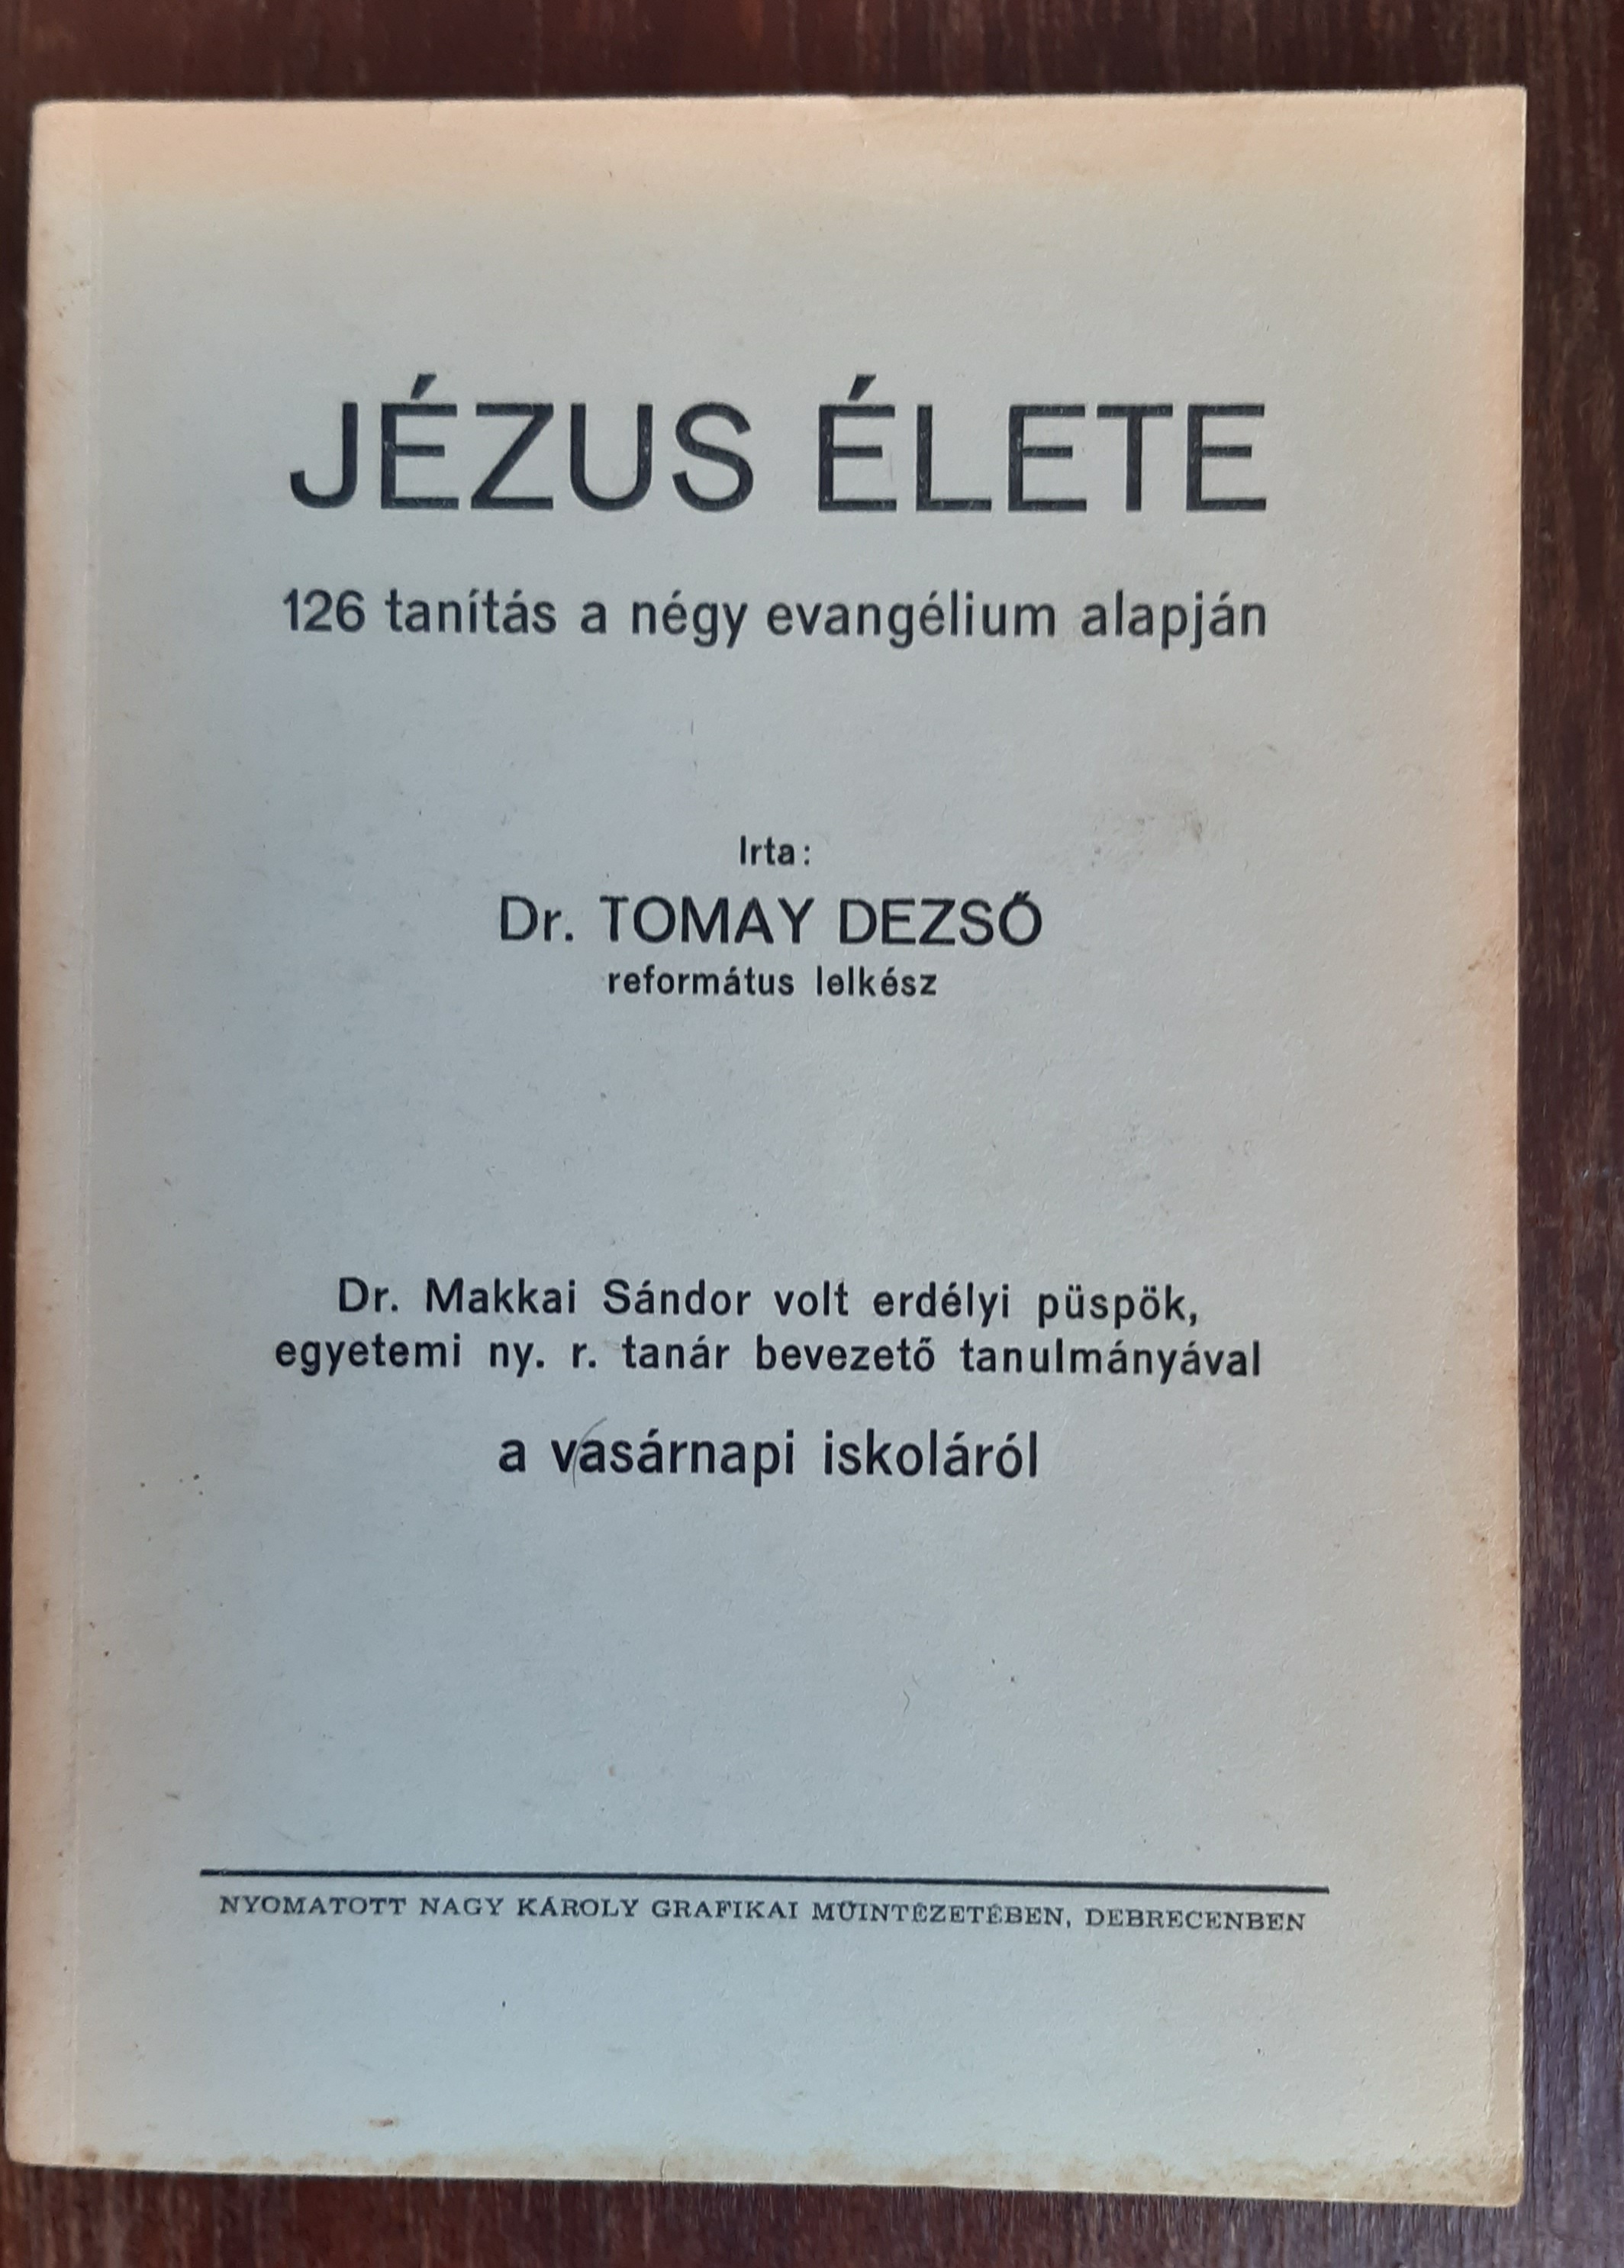 JÉZUS ÉLETE
126 tanítás a négy evangélium alapján
Irta:
Dr. TOMAY DEZSŐ
református lelkész
Dr. Makkai Sándor volt erdélyi püspök,
egyetemi ny. r. tanár bevezető tanulmányával
a vasárnapi iskoláról
NYOMATOTT NAGY KÁROLY GRAFIKAI MŰINTÉZETÉBEN, DEBRECENBEN